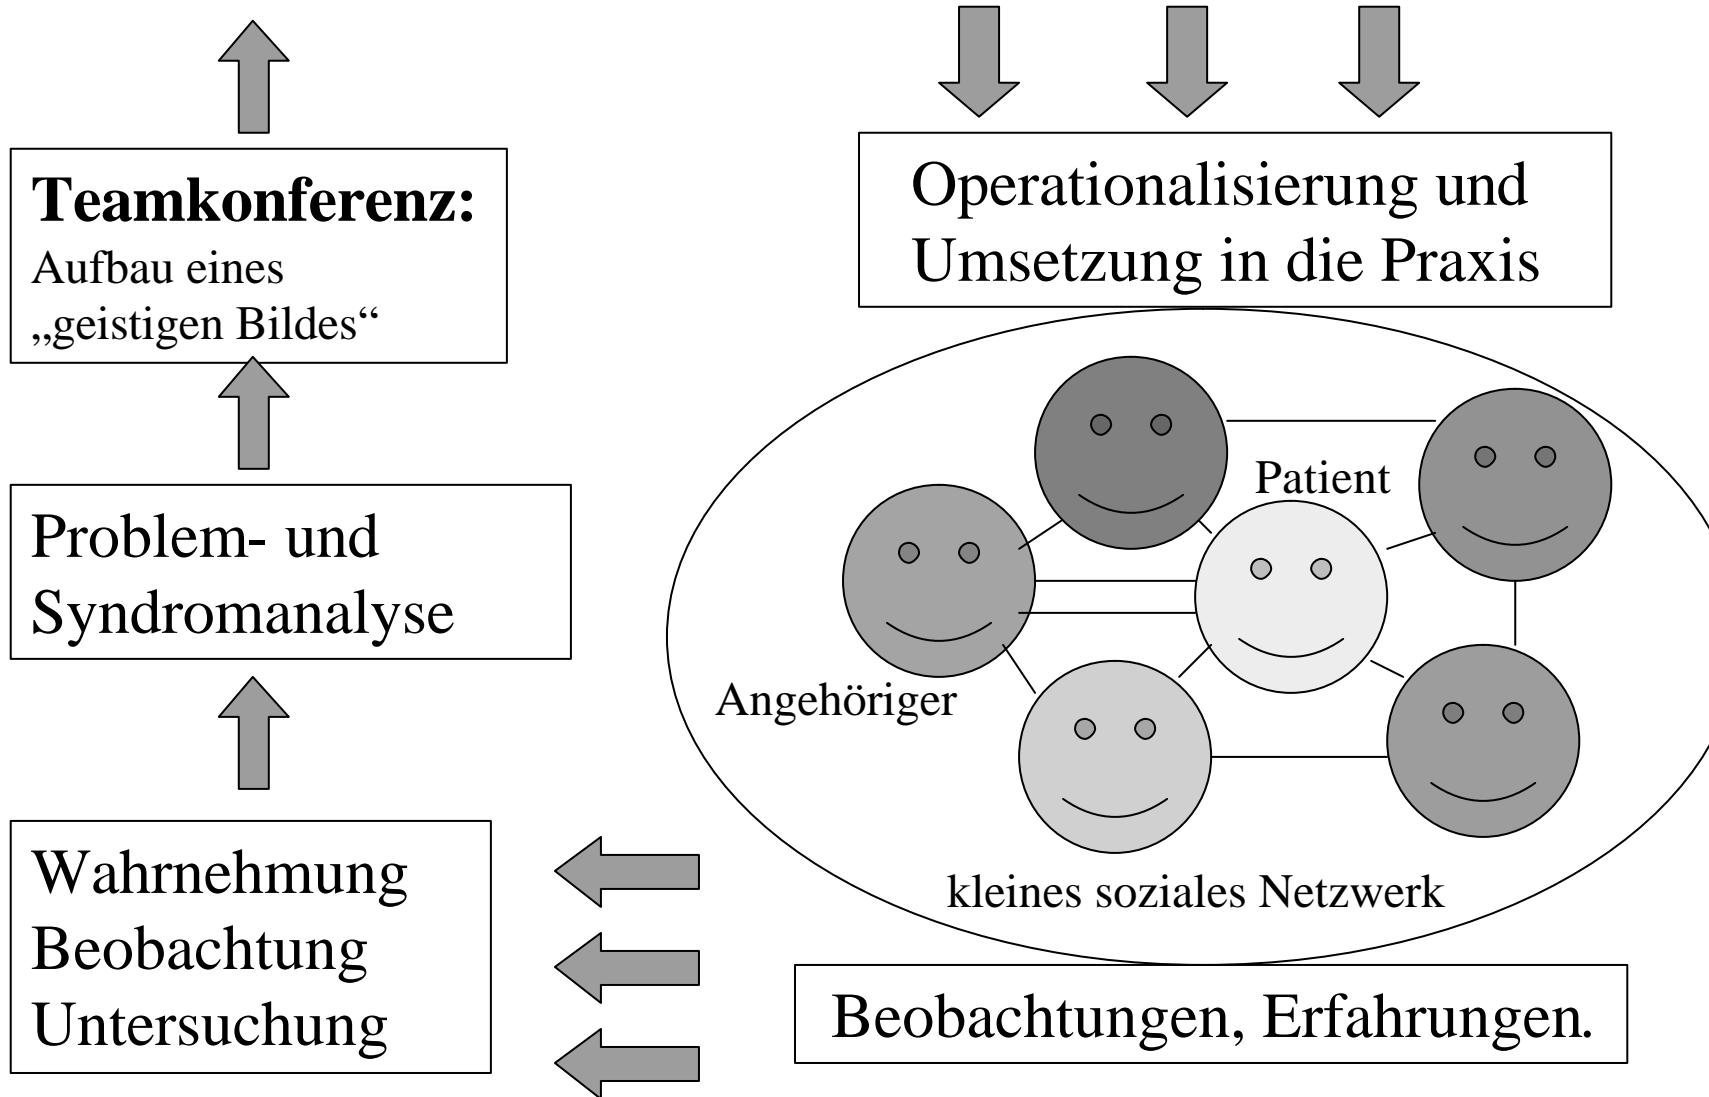 Teamkonferenz:
Aufbau eines
„geistigen Bildes“
Problem- und
Syndromanalyse
Wahrnehmung
Beobachtung
Untersuchung
Operationalisierung und
Umsetzung in die Praxis
Patient
Angehöriger
kleines soziales Netzwerk
Beobachtungen, Erfahrungen.